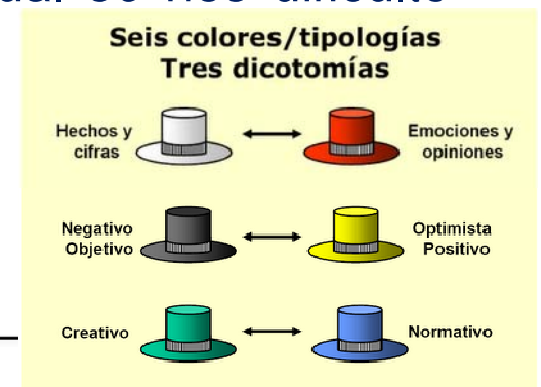 Seis colores/tipologías
Tres dicotomías
Hechos y
cifras
Emociones y
opiniones
Negativo
Objetivo
Optimista
Positivo
Creativo
Normativo